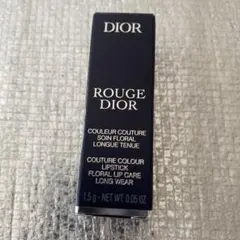 DIOR
ROUGE
DIOR
COULEUR COUTURE
SOIN FLORAL
LONGUE TENUE
COUTURE COLOUR
LIPSTICK
FLORAL LIP CARE
LONG WEAR
1.5 g - NET WT. 0.05 OZ.